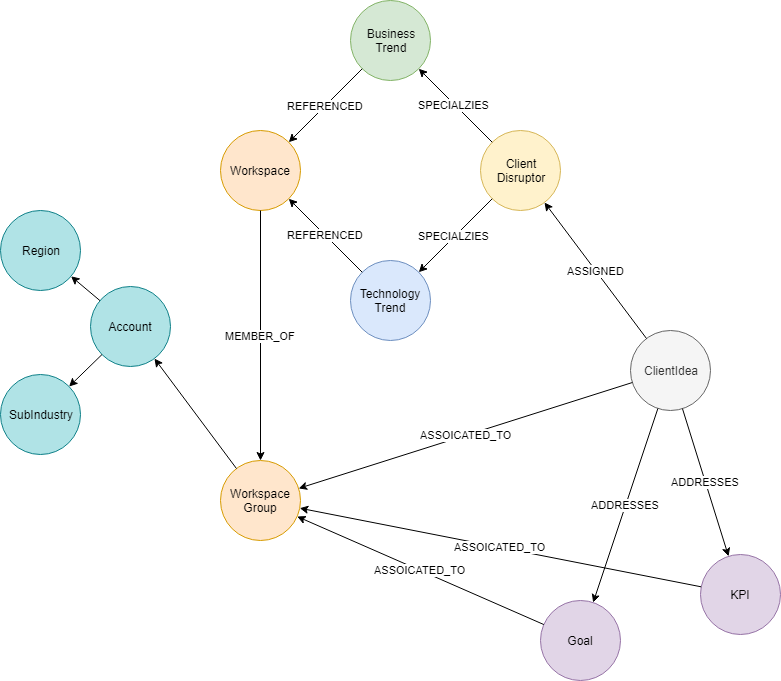 Business
Trend
REFERENCED
SPECIALZIES
Workspace
Client
Disruptor
REFERENCED
SPECIALZIES
Region
ASSIGNED
Technology
Trend
Account
MEMBER_OF
ClientIdea
SubIndustry
ASSOICATED_TO
ADDRESSES
Workspace
Group
ADDRESSES
ASSOICATED_TO
ASSOICATED_TO
KPI
Goal